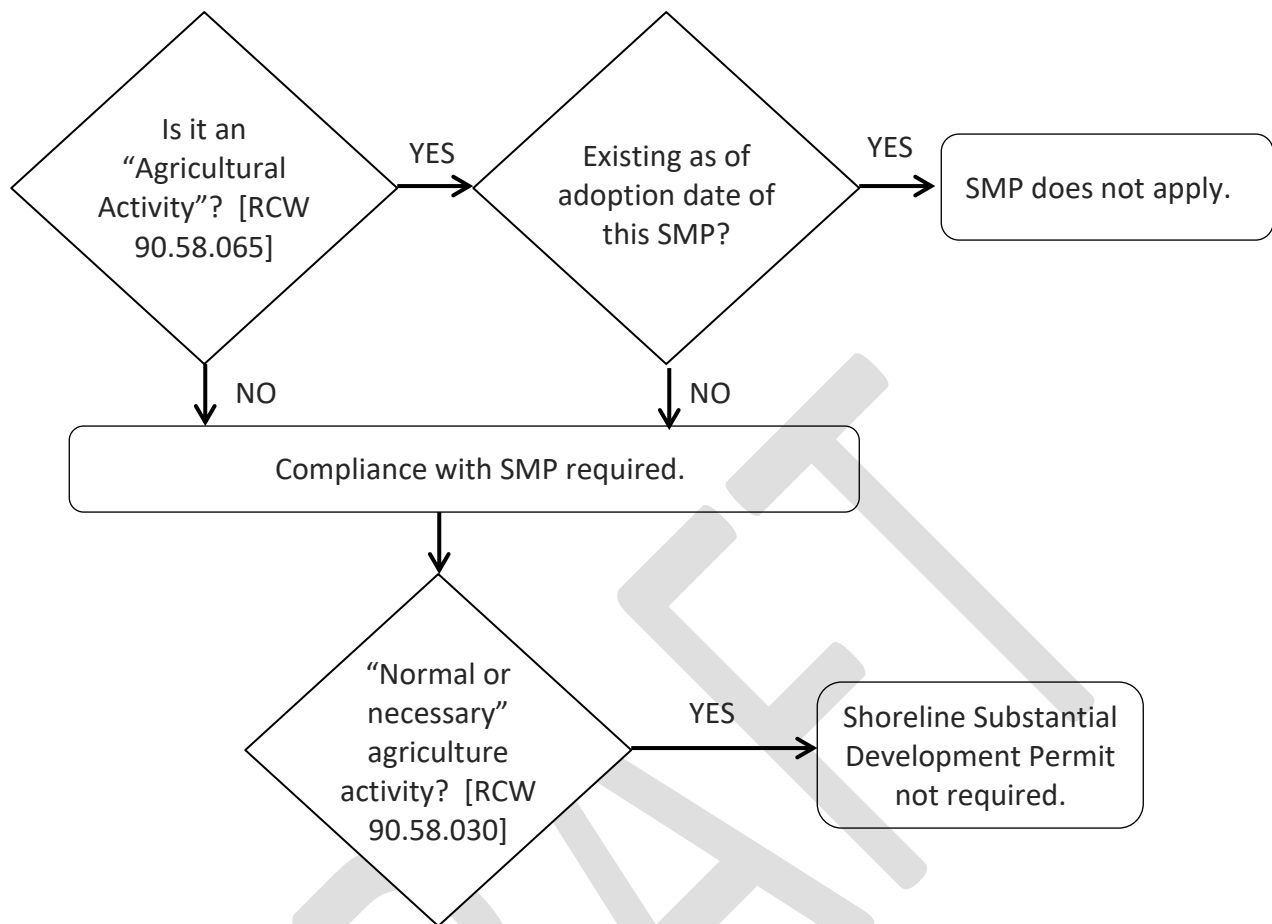 Is it an
“Agricultural
Activity”?  [RCW
90.58.065]
YES
Existing as of
adoption date of
this SMP?
YES
SMP does not apply.
NO
NO
Compliance with SMP required.
“Normal or
necessary”
agriculture
activity?  [RCW
90.58.030]
YES
Shoreline Substantial
Development Permit
not required.
DRAFT